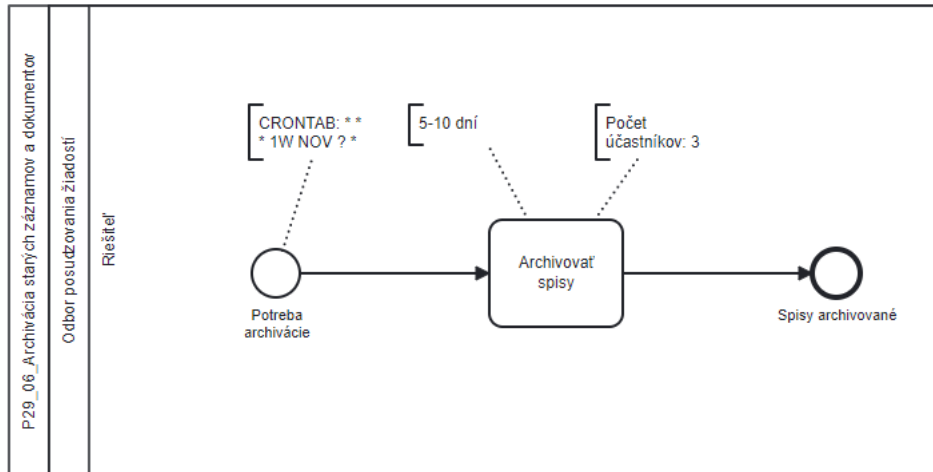 P29_06_Archivácia starých záznamov a dokumentov
Odbor posudzovania žiadostí
Riešiteľ
CRONTAB: * *
* 1W NOV ? *
5-10 dní
Počet
účastníkov: 3
Archivovať
spisy
Potreba
archivácie
Spisy archivované